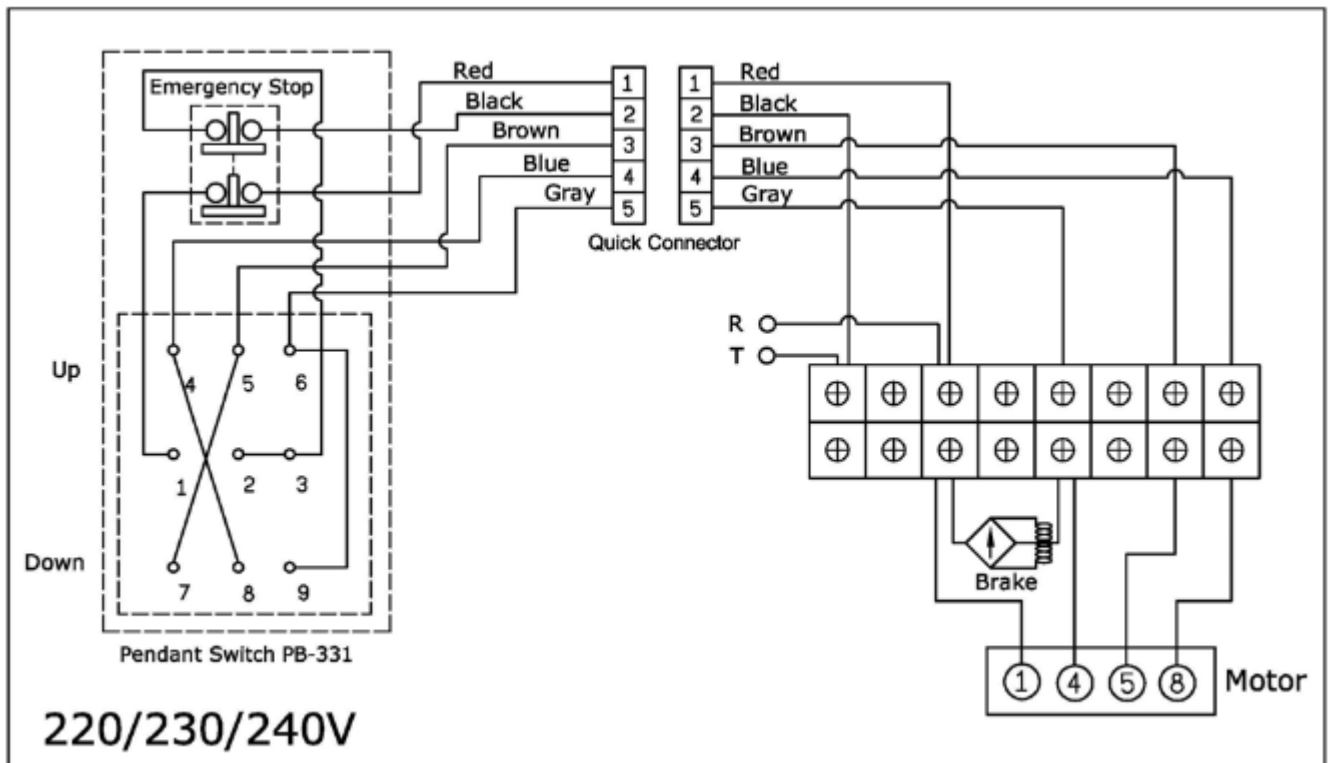 Emergency Stop
Red
Black
Brown
Blue
Gray
1
2
3
4
5
1
2
3
4
5
Red
Black
Brown
Blue
Gray
Quick Connector
R
T
Up
4 5 6
1 2 3
Down
7 8 9
Pendant Switch PB-331
Brake
1 4 5 8
Motor
220/230/240V